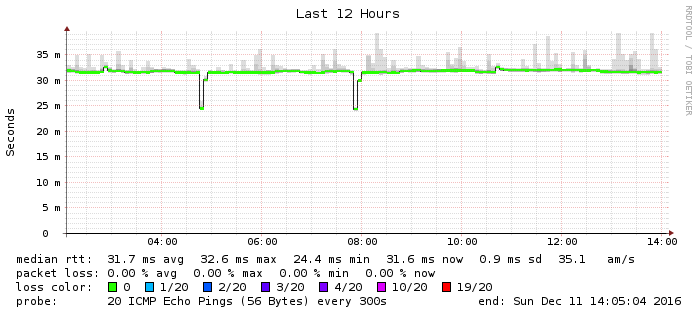 Last 12 Hours
RRDTOOL / TOBI OETIKER
Seconds
35 m
30 m
25 m
20 m
15 m
10 m
5 m
0
04:00 06:00 08:00 10:00 12:00 14:00
median rtt: 31.7 ms avg 32.6 ms max 24.4 ms min 31.6 ms now 0.9 ms sd 35.1 am/s
packet loss: 0.00 % avg 0.00 % max 0.00 % min 0.00 % now
loss color: 0 1/20 2/20 3/20 4/20 10/20 19/20
probe: 20 ICMP Echo Pings (56 Bytes) every 300s end: Sun Dec 11 14:05:04 2016